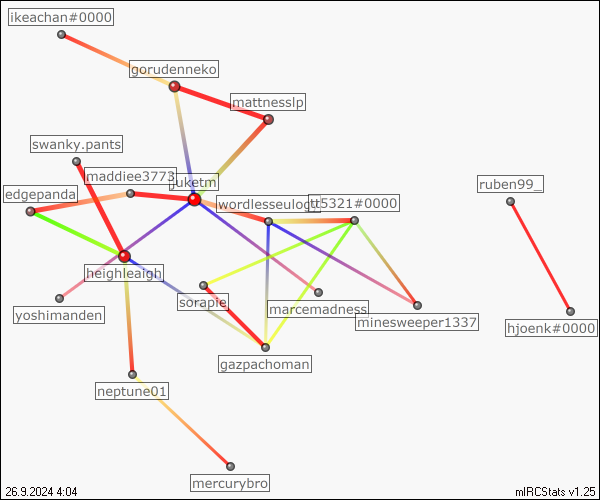 ikeachan#0000
gorudenneko
mattnesslp
swanky.pants
maddiee3773
juketm
ruben99_
edgepanda
wordlesseulogy
tt5321#0000
heighleaigh
sorapie
marcemadness
yoshimanden
minesweeper1337
hjoenk#0000
gazpachoman
neptune01
mercurybro
26.9.2024 4:04
mIRCStats v1.25